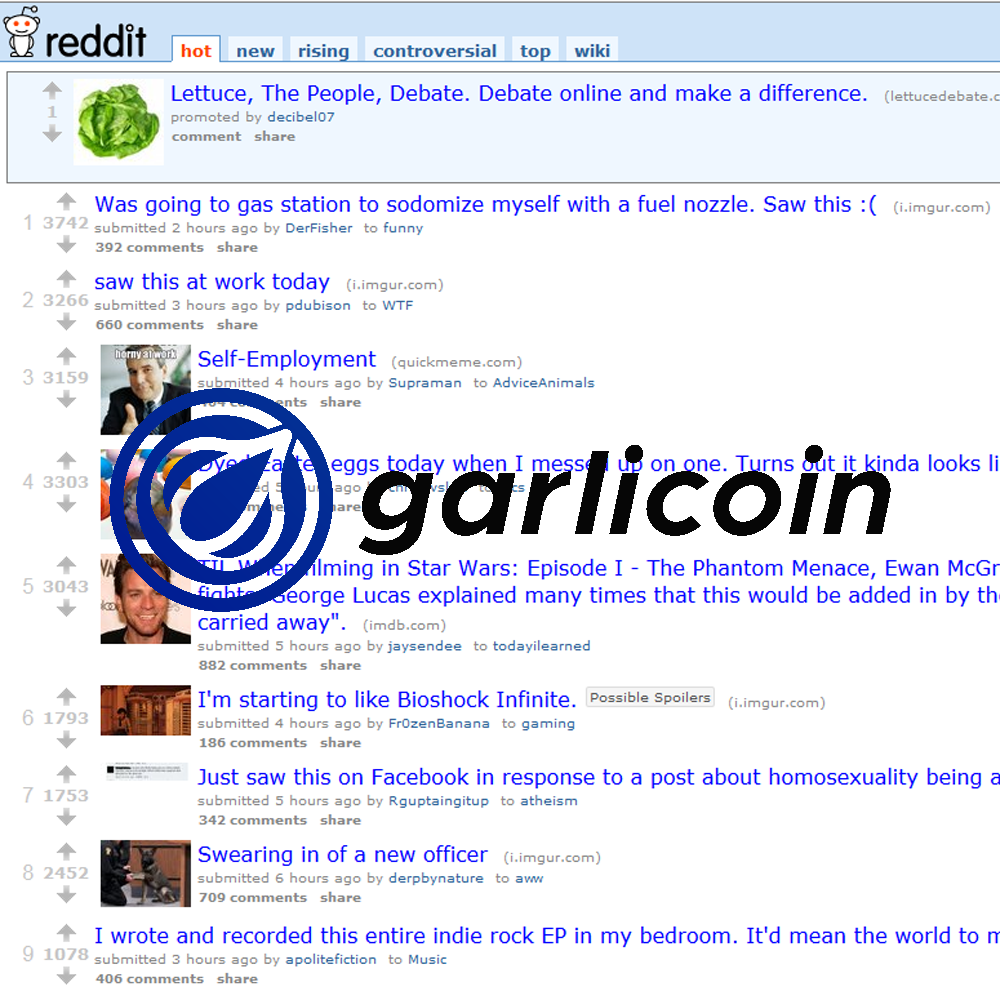 reddit hot new rising controversial top wiki
Lettuce, The People, Debate. Debate online and make a difference. (lettucedebate.c
1
promoted by decibel07
comment share
Was going to gas station to sodomize myself with a fuel nozzle. Saw this :( (i.imgur.com)
1 3742
submitted 2 hours ago by DerFisher to funny
392 comments share
saw this at work today (i.imgur.com)
2 3266
submitted 3 hours ago by pdubison to WTF
660 comments share
horny at work
Self-Employment (quickmeme.com)
3 3159
submitted 4 hours ago by Supraman to AdviceAnimals
comments share
Dyed Easter eggs today when I messed up on one. Turns out it kinda looks li
4 3303
ago
share
garlicoin
TIL When filming in Star Wars: Episode I - The Phantom Menace, Ewan McGr
5 3043
George Lucas explained many times that this would be added in by the
carried away". (imdb.com)
submitted 5 hours ago by jaysendee to todayilearned
882 comments share
I'm starting to like Bioshock Infinite. Possible Spoilers (i.imgur.com)
6 1793
submitted 4 hours ago by Fr0zenBanana to gaming
186 comments share
Just saw this on Facebook in response to a post about homosexuality being a
7 1753
submitted 5 hours ago by Rguptaingitup to atheism
342 comments share
Swearing in of a new officer (i.imgur.com)
8 2452
submitted 6 hours ago by derpbynature to aww
709 comments share
I wrote and recorded this entire indie rock EP in my bedroom. It'd mean the world to m
9 1078
submitted 3 hours ago by apolitefiction to Music
406 comments share